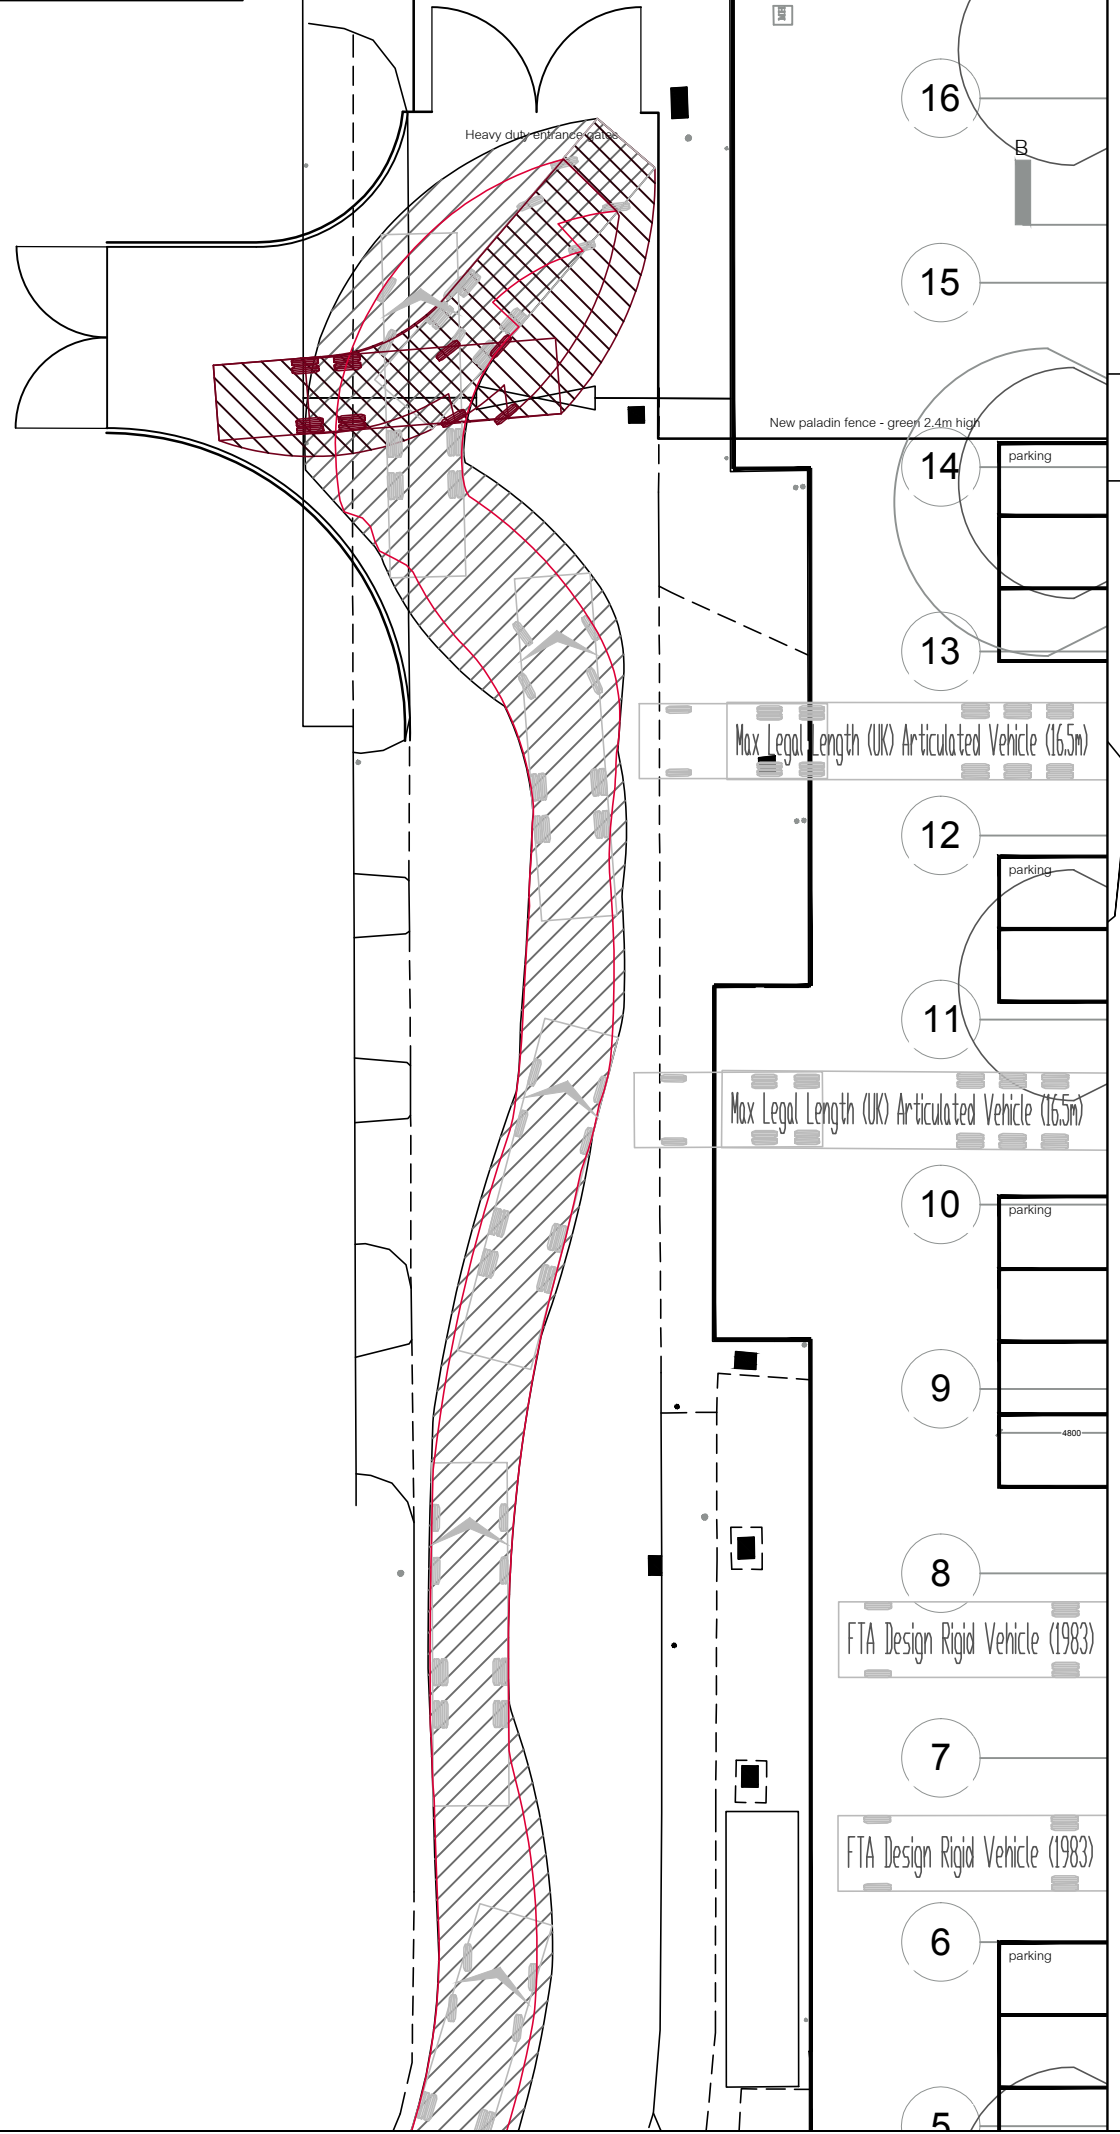 16
Heavy duty entrance gates
B
15
New paladin fence - green 2.4m high
parking
14
13
Max Legal Length (UK) Articulated Vehicle (16.5m)
12
parking
11
Max Legal Length (UK) Articulated Vehicle (16.5m)
10
parking
9
4800
8
FTA Design Rigid Vehicle (1983)
7
FTA Design Rigid Vehicle (1983)
6
parking
5